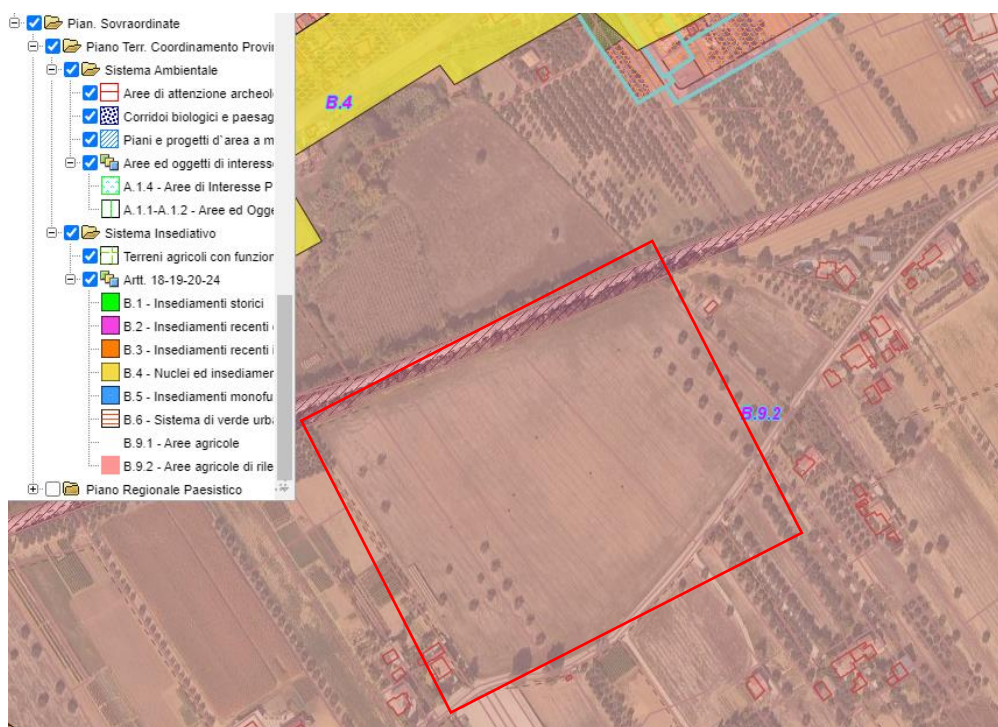 Pian. Sovraordinate
Piano Terr. Coordinamento Provin
Sistema Ambientale
Aree di attenzione archeol
Corridoi biologici e paesag
Piani e progetti d`area a m
Aree ed oggetti di interess
A.1.4 - Aree di Interesse P
A.1.1-A.1.2 - Aree ed Ogge
Sistema Insediativo
Terreni agricoli con funzion
Artt. 18-19-20-24
B.1 - Insediamenti storici
B.2 - Insediamenti recenti
B.3 - Insediamenti recenti i
B.4 - Nuclei ed insediamen
B.5 - Insediamenti monofu
B.6 - Sistema di verde urb
B.9.1 - Aree agricole
B.9.2 - Aree agricole di rile
Piano Regionale Paesistico
B.4
B.9.2